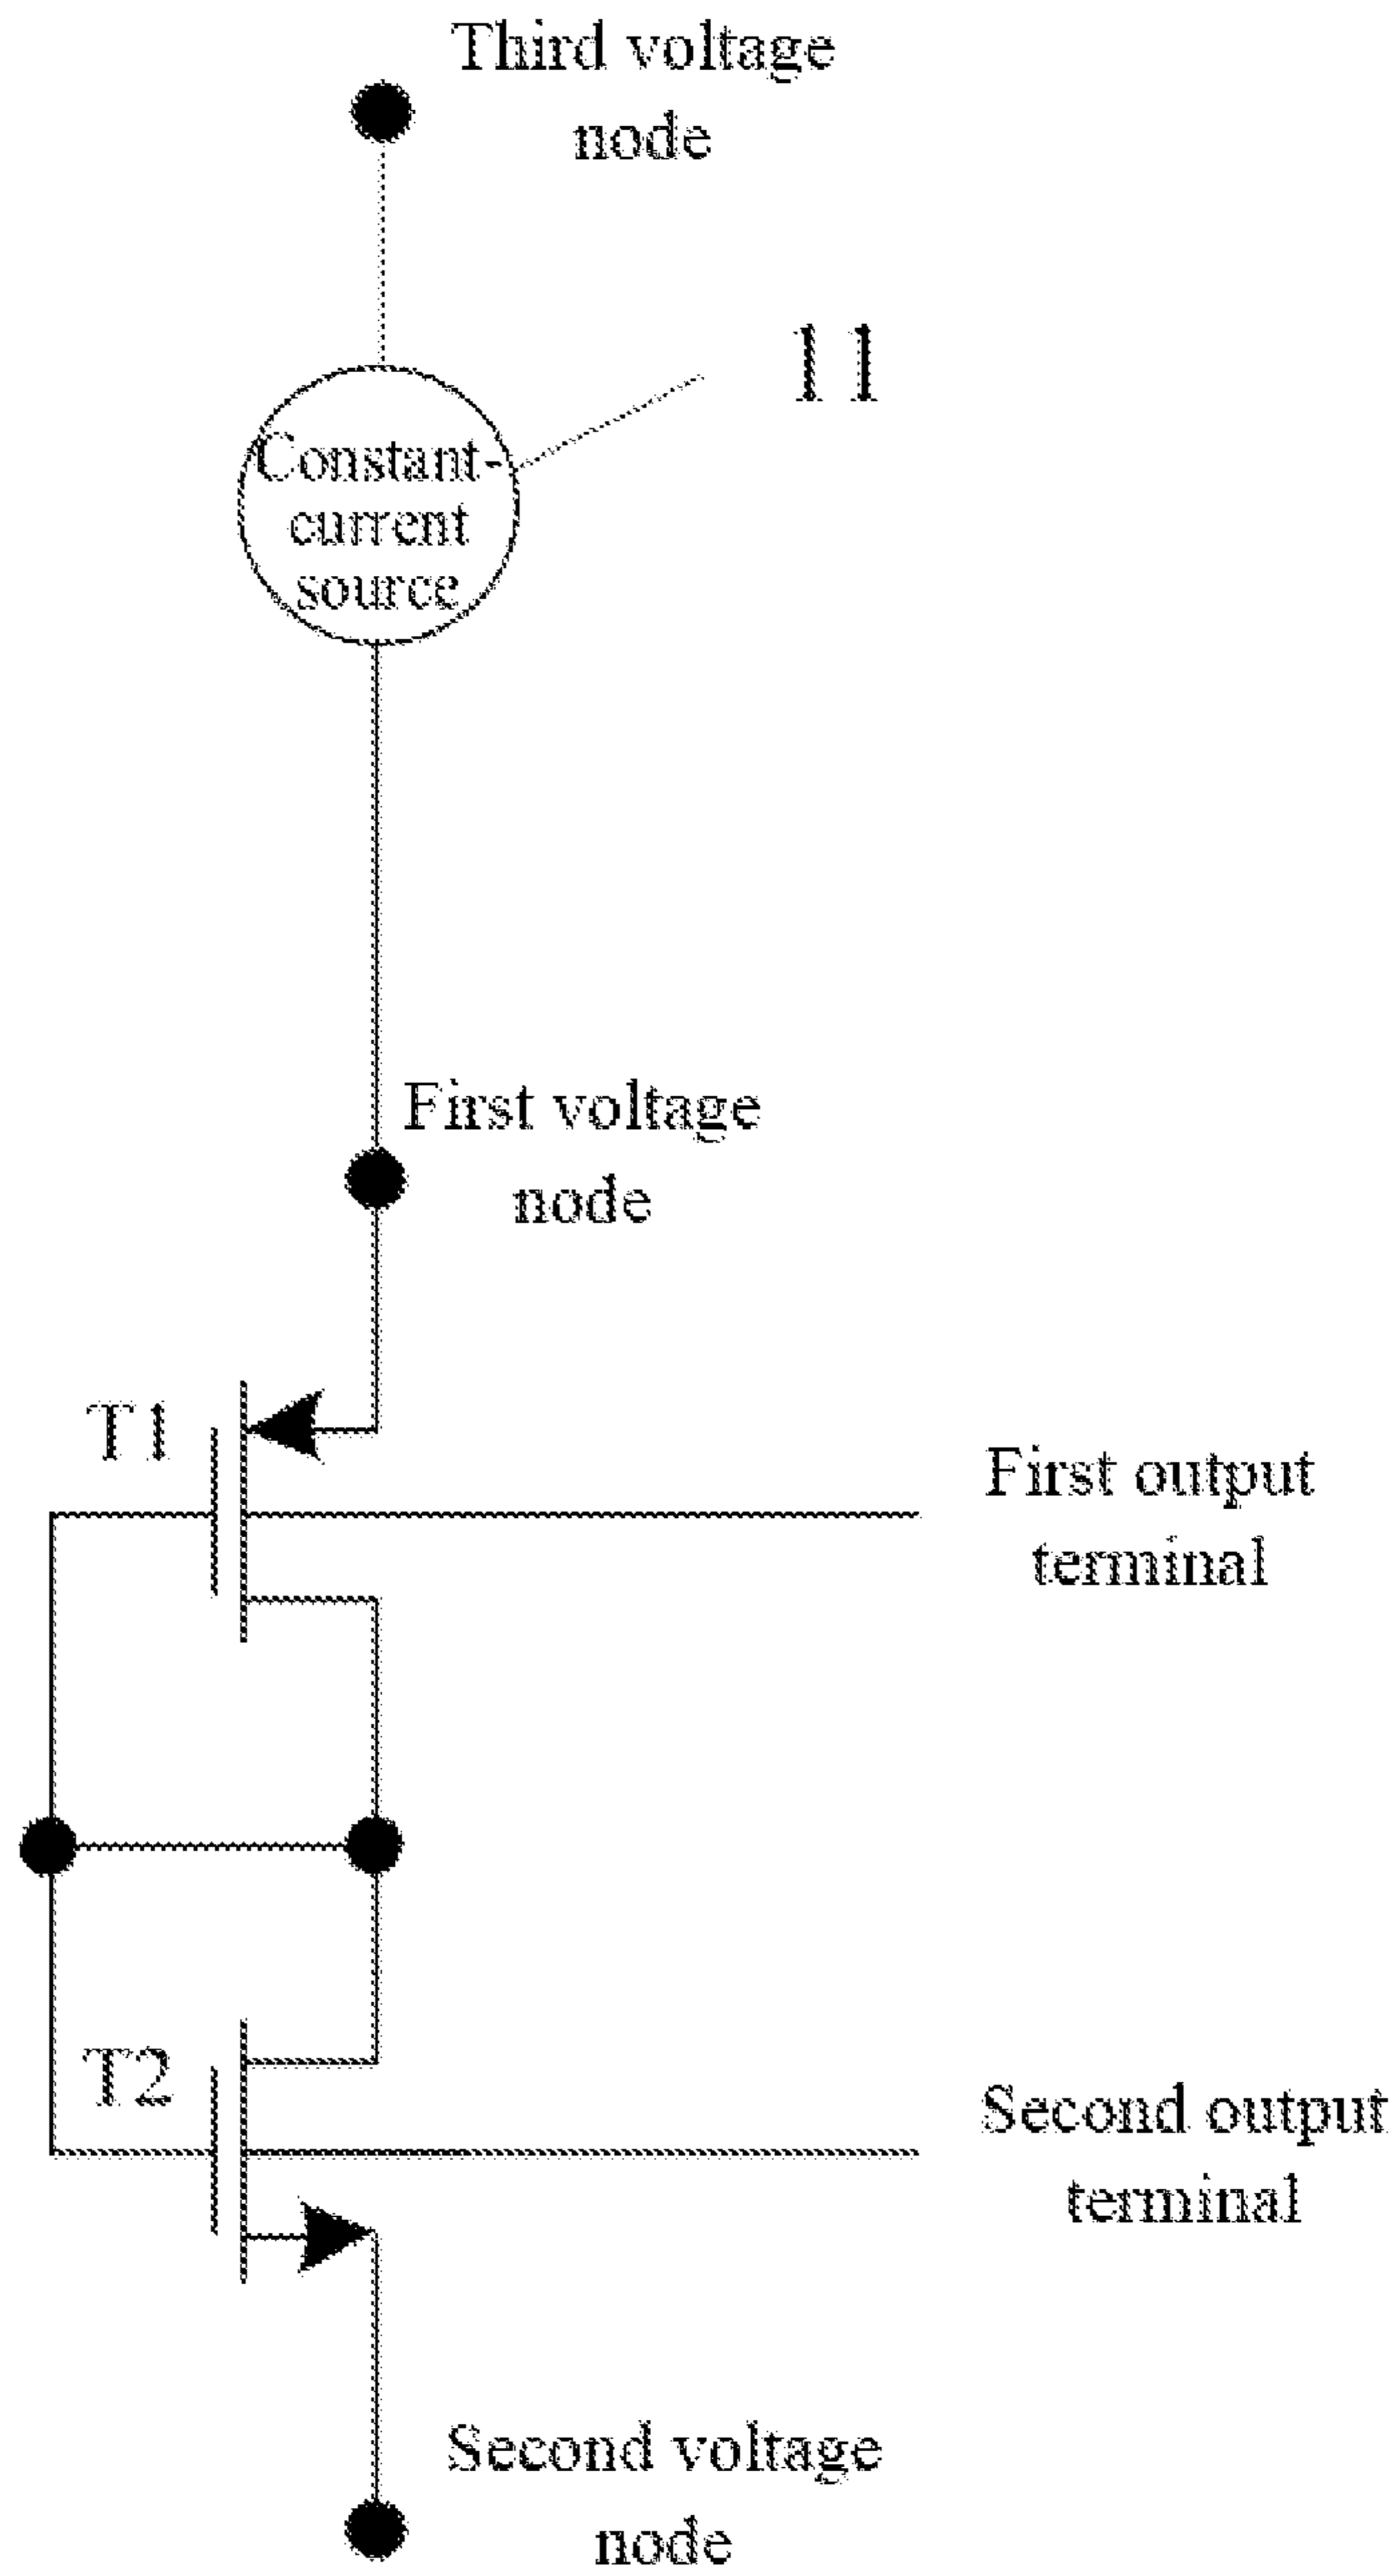 Third voltage
node
11
Constant-
current
source
First voltage
node
T1
First output
terminal
T2
Second output
terminal
Second voltage
node